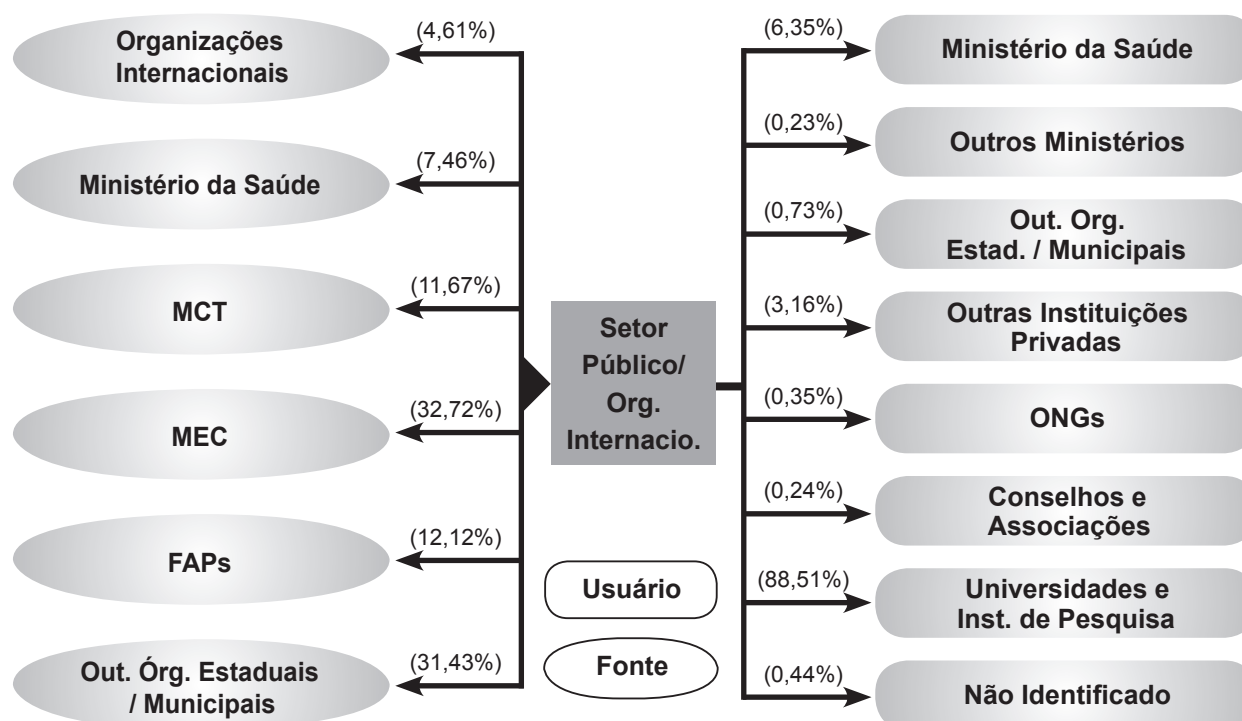 (4,61%)
Organizações
Internacionais
(7,46%)
Ministério da Saúde
(11,67%)
MCT
(32,72%)
MEC
(12,12%)
FAPs
(31,43%)
Out. Órg. Estaduais
/ Municipais
Setor
Público/
Org.
Internacio.
Usuário
Fonte
(6,35%)
Ministério da Saúde
(0,23%)
Outros Ministérios
(0,73%)
Out. Org.
Estad. / Municipais
(3,16%)
Outras Instituições
Privadas
(0,35%)
ONGs
(0,24%)
Conselhos e
Associações
(88,51%)
Universidades e
Inst. de Pesquisa
(0,44%)
Não Identificado